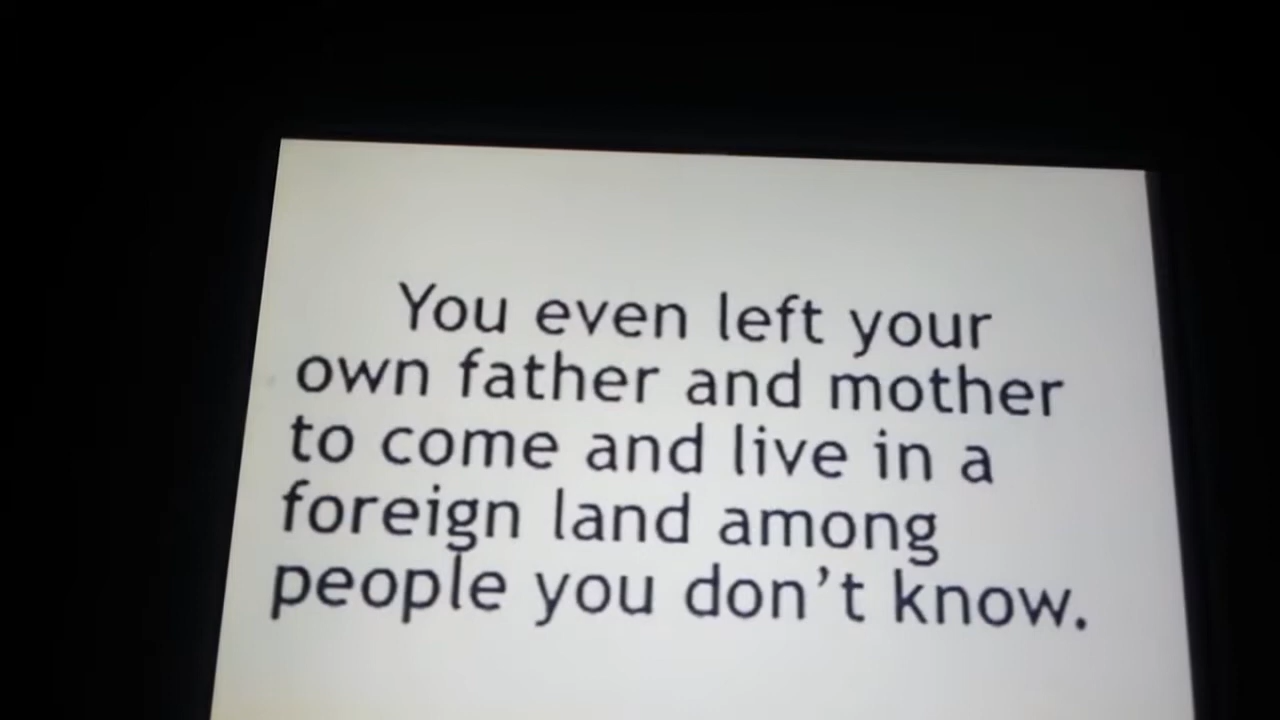 You even left your
own father and mother
to come and live in a
foreign land among
people you don’t know.